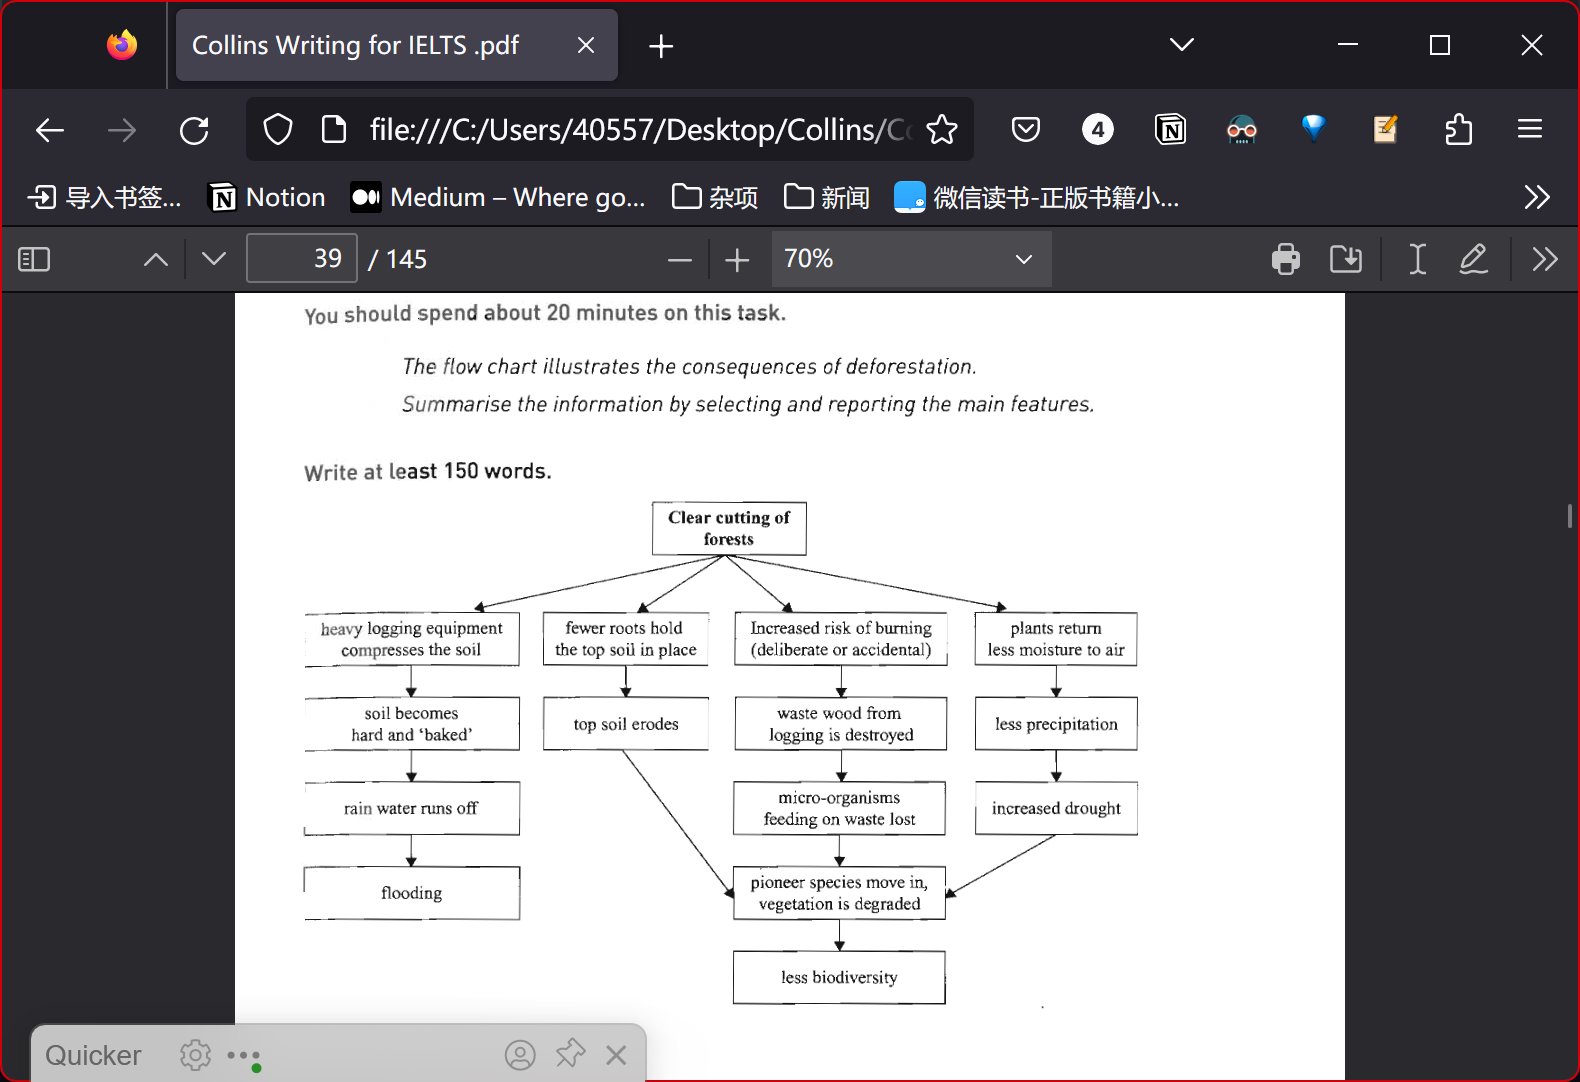 Collins Writing for IELTS .pdf
file:///C:/Users/40557/Desktop/Collins/Co
4
导入书签...
Notion
Medium – Where go...
杂项
新闻
微信读书-正版书籍小...
39 / 145
70%
You should spend about 20 minutes on this task.
The flow chart illustrates the consequences of deforestation.
Summarise the information by selecting and reporting the main features.
Write at least 150 words.
Clear cutting of
forests
heavy logging equipment
compresses the soil
fewer roots hold
the top soil in place
Increased risk of burning
(deliberate or accidental)
plants return
less moisture to air
soil becomes
hard and ‘baked’
top soil erodes
waste wood from
logging is destroyed
less precipitation
rain water runs off
micro-organisms
feeding on waste lost
increased drought
flooding
pioneer species move in,
vegetation is degraded
less biodiversity
Quicker